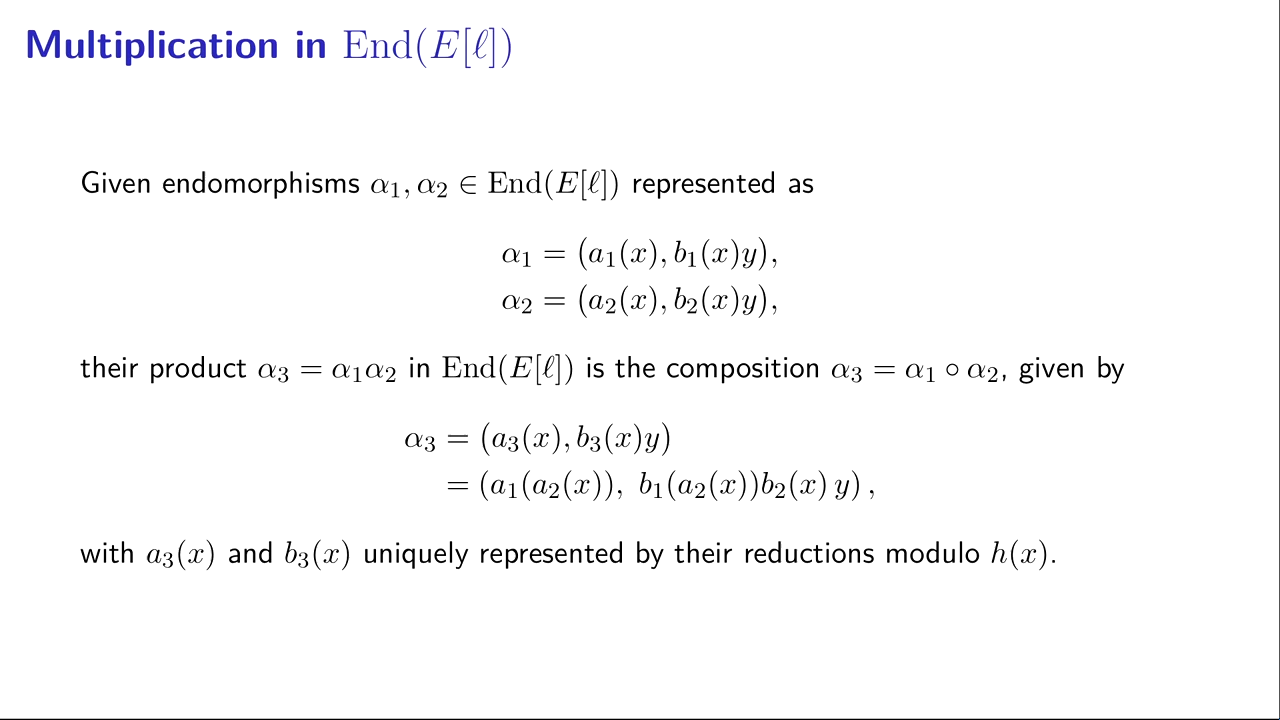 Multiplication in End(E[ℓ])
Given endomorphisms α₁, α₂ ∈ End(E[ℓ]) represented as
α₁ = (a₁(x), b₁(x)y),
α₂ = (a₂(x), b₂(x)y),
their product α₃ = α₁α₂ in End(E[ℓ]) is the composition α₃ = α₁ ∘ α₂, given by
α₃ = (a₃(x), b₃(x)y)
= (a₁(a₂(x)), b₁(a₂(x))b₂(x) y) ,
with a₃(x) and b₃(x) uniquely represented by their reductions modulo h(x).